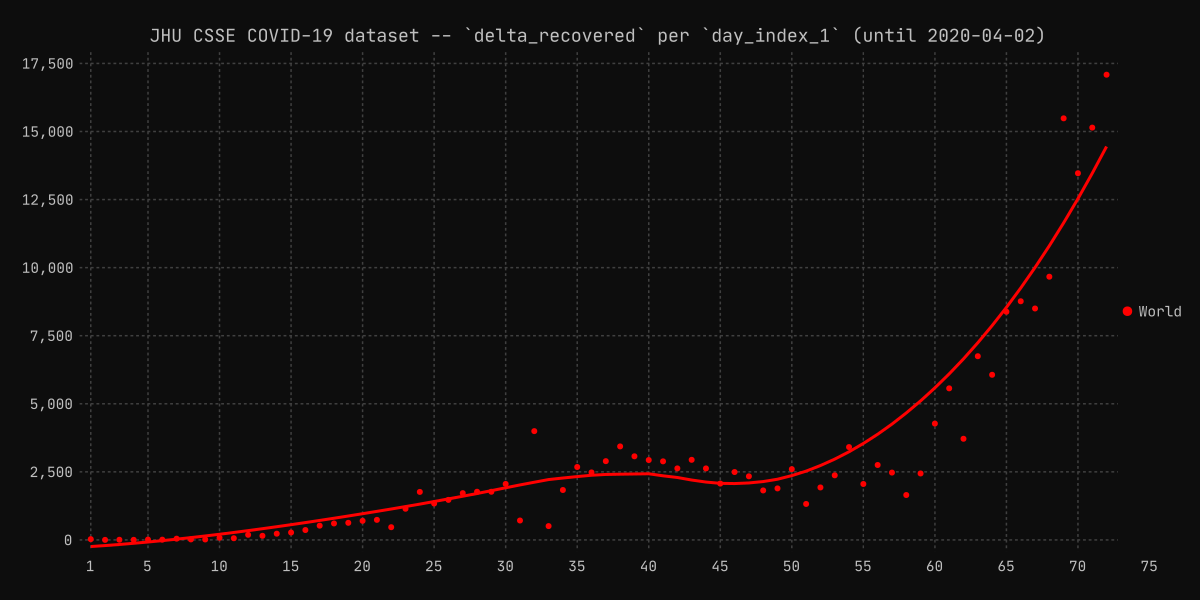 JHU CSSE COVID-19 dataset -- `delta_recovered` per `day_index_1` (until 2020-04-02)
17,500
15,000
12,500
10,000
7,500
5,000
2,500
0
World
1 5 10 15 20 25 30 35 40 45 50 55 60 65 70 75